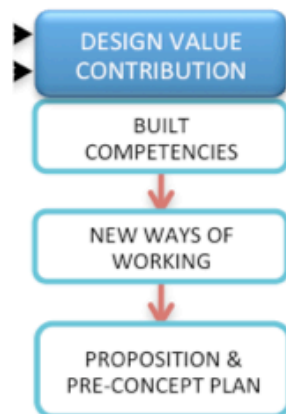 DESIGN VALUE
CONTRIBUTION
BUILT
COMPETENCIES
NEW WAYS OF
WORKING
PROPOSITION &
PRE-CONCEPT PLAN